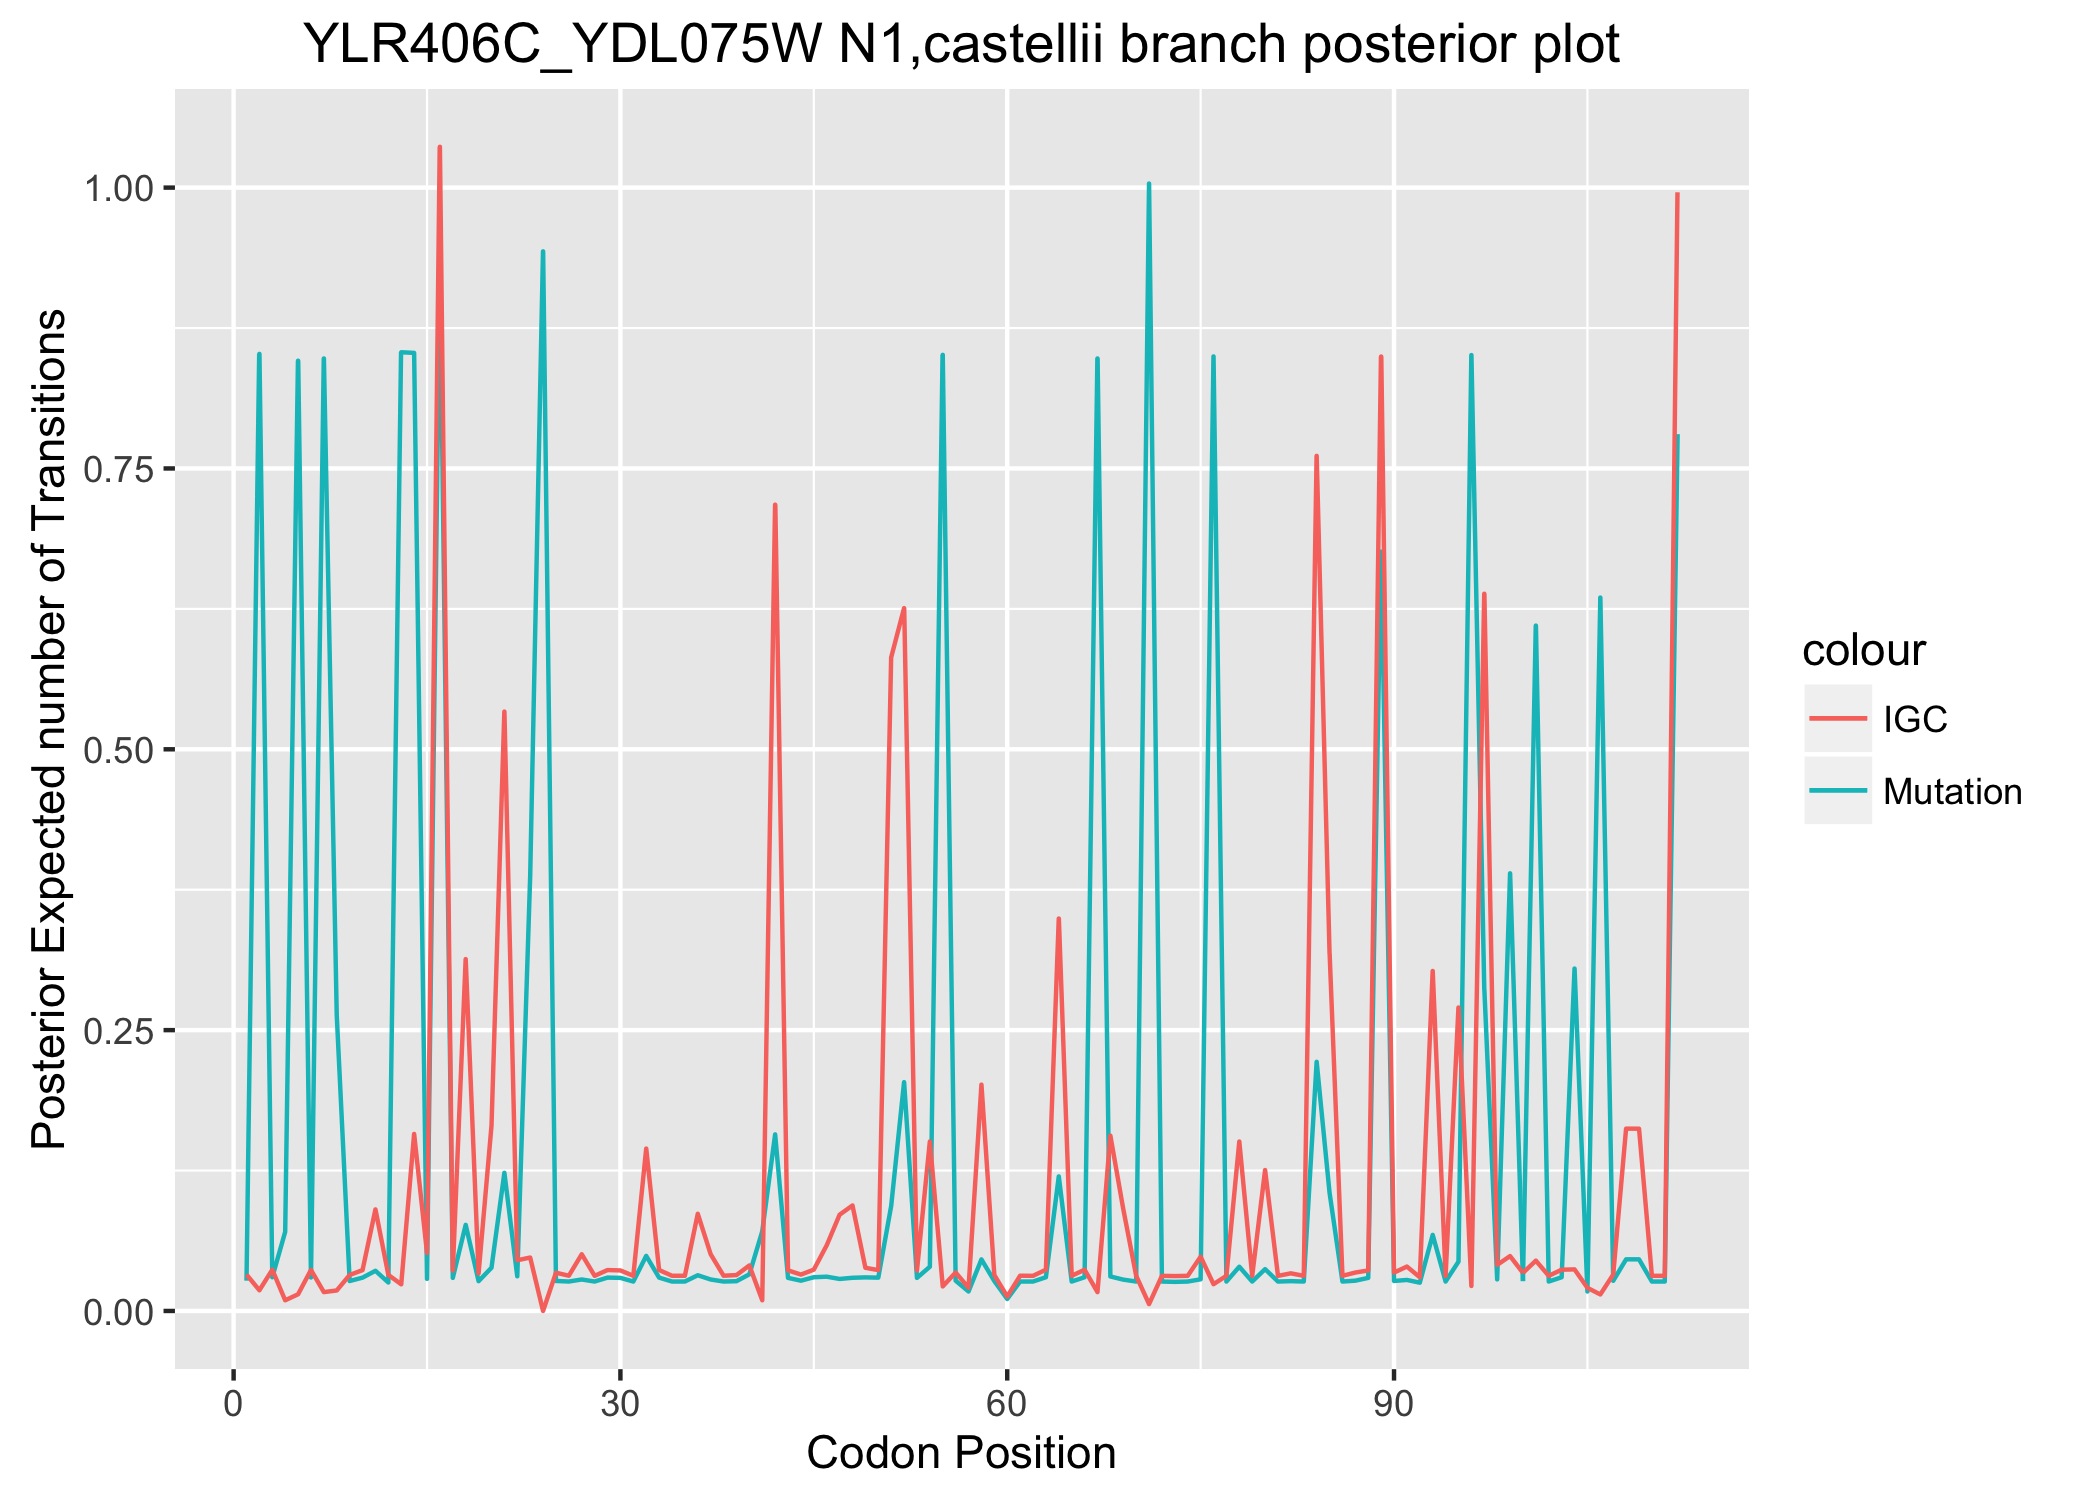 YLR406C_YDL075W N1,castellii branch posterior plot
Posterior Expected number of Transitions
1.00
0.75
0.50
0.25
0.00
0 30 60 90
Codon Position
colour
IGC
Mutation